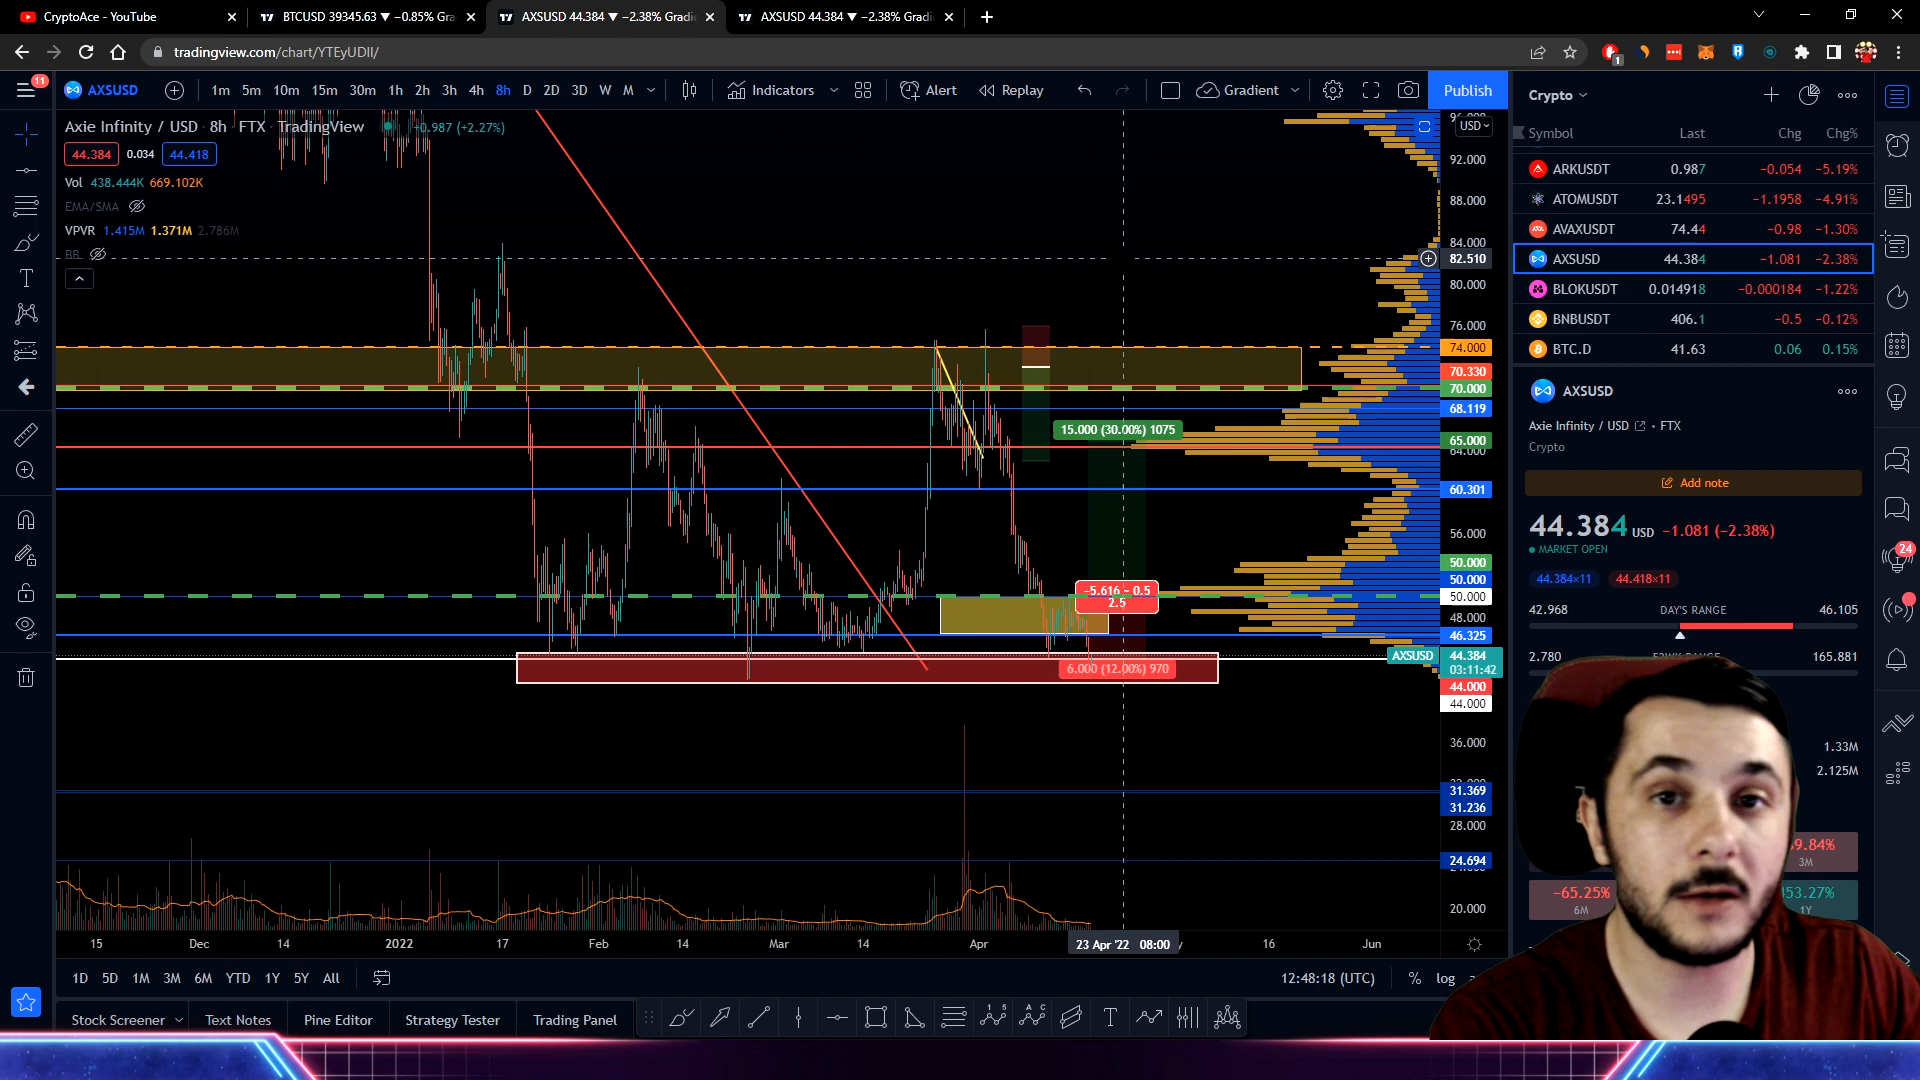 CryptoAce - YouTube
BTCUSD 39345.63 ▼ −0.85% Gra
AXSUSD 44.384 ▼ −2.38% Gradi
AXSUSD 44.384 ▼ −2.38% Gradi
tradingview.com/chart/YTEyUDII/
1
11
AXSUSD
1m 5m 10m 15m 30m 1h 2h 3h 4h 8h D 2D 3D W M
Indicators
Alert
Replay
Gradient
Publish
Axie Infinity / USD · 8h · FTX · TradingView
+0.987 (+2.27%)
44.384 0.034 44.418
Vol 438.444K 669.102K
EMA/SMA
VPVR 1.415M 1.371M 2.786M
BB
USD
92.000
88.000
84.000
82.510
80.000
76.000
74.000
70.330
70.000
68.119
65.000
64.000
60.301
56.000
50.000
50.000
50.000
48.000
46.325
AXSUSD 44.384
03:11:42
44.000
44.000
36.000
31.369
31.236
28.000
24.694
20.000
15.000 (30.00%) 1075
−5.616 ~ 0.5
2.5
6.000 (12.00%) 970
15 Dec 14 2022 17 Feb 14 Mar 14 Apr 23 Apr '22 08:00 16 Jun
1D 5D 1M 3M 6M YTD 1Y 5Y All
12:48:18 (UTC) % log
Stock Screener Text Notes Pine Editor Strategy Tester Trading Panel
Crypto
Symbol Last Chg Chg%
ARKUSDT 0.987 −0.054 −5.19%
ATOMUSDT 23.1495 −1.1958 −4.91%
AVAXUSDT 74.44 −0.98 −1.30%
AXSUSD 44.384 −1.081 −2.38%
BLOKUSDT 0.014918 −0.000184 −1.22%
BNBUSDT 406.1 −0.5 −0.12%
BTC.D 41.63 0.06 0.15%
AXSUSD
Axie Infinity / USD • FTX
Crypto
Add note
44.384 USD −1.081 (−2.38%)
MARKET OPEN
44.384×11 44.418×11
42.968 DAY'S RANGE 46.105
2.780 165.881
1.33M
2.125M
9.84%
3M
−65.25%
6M
53.27%
1Y
24